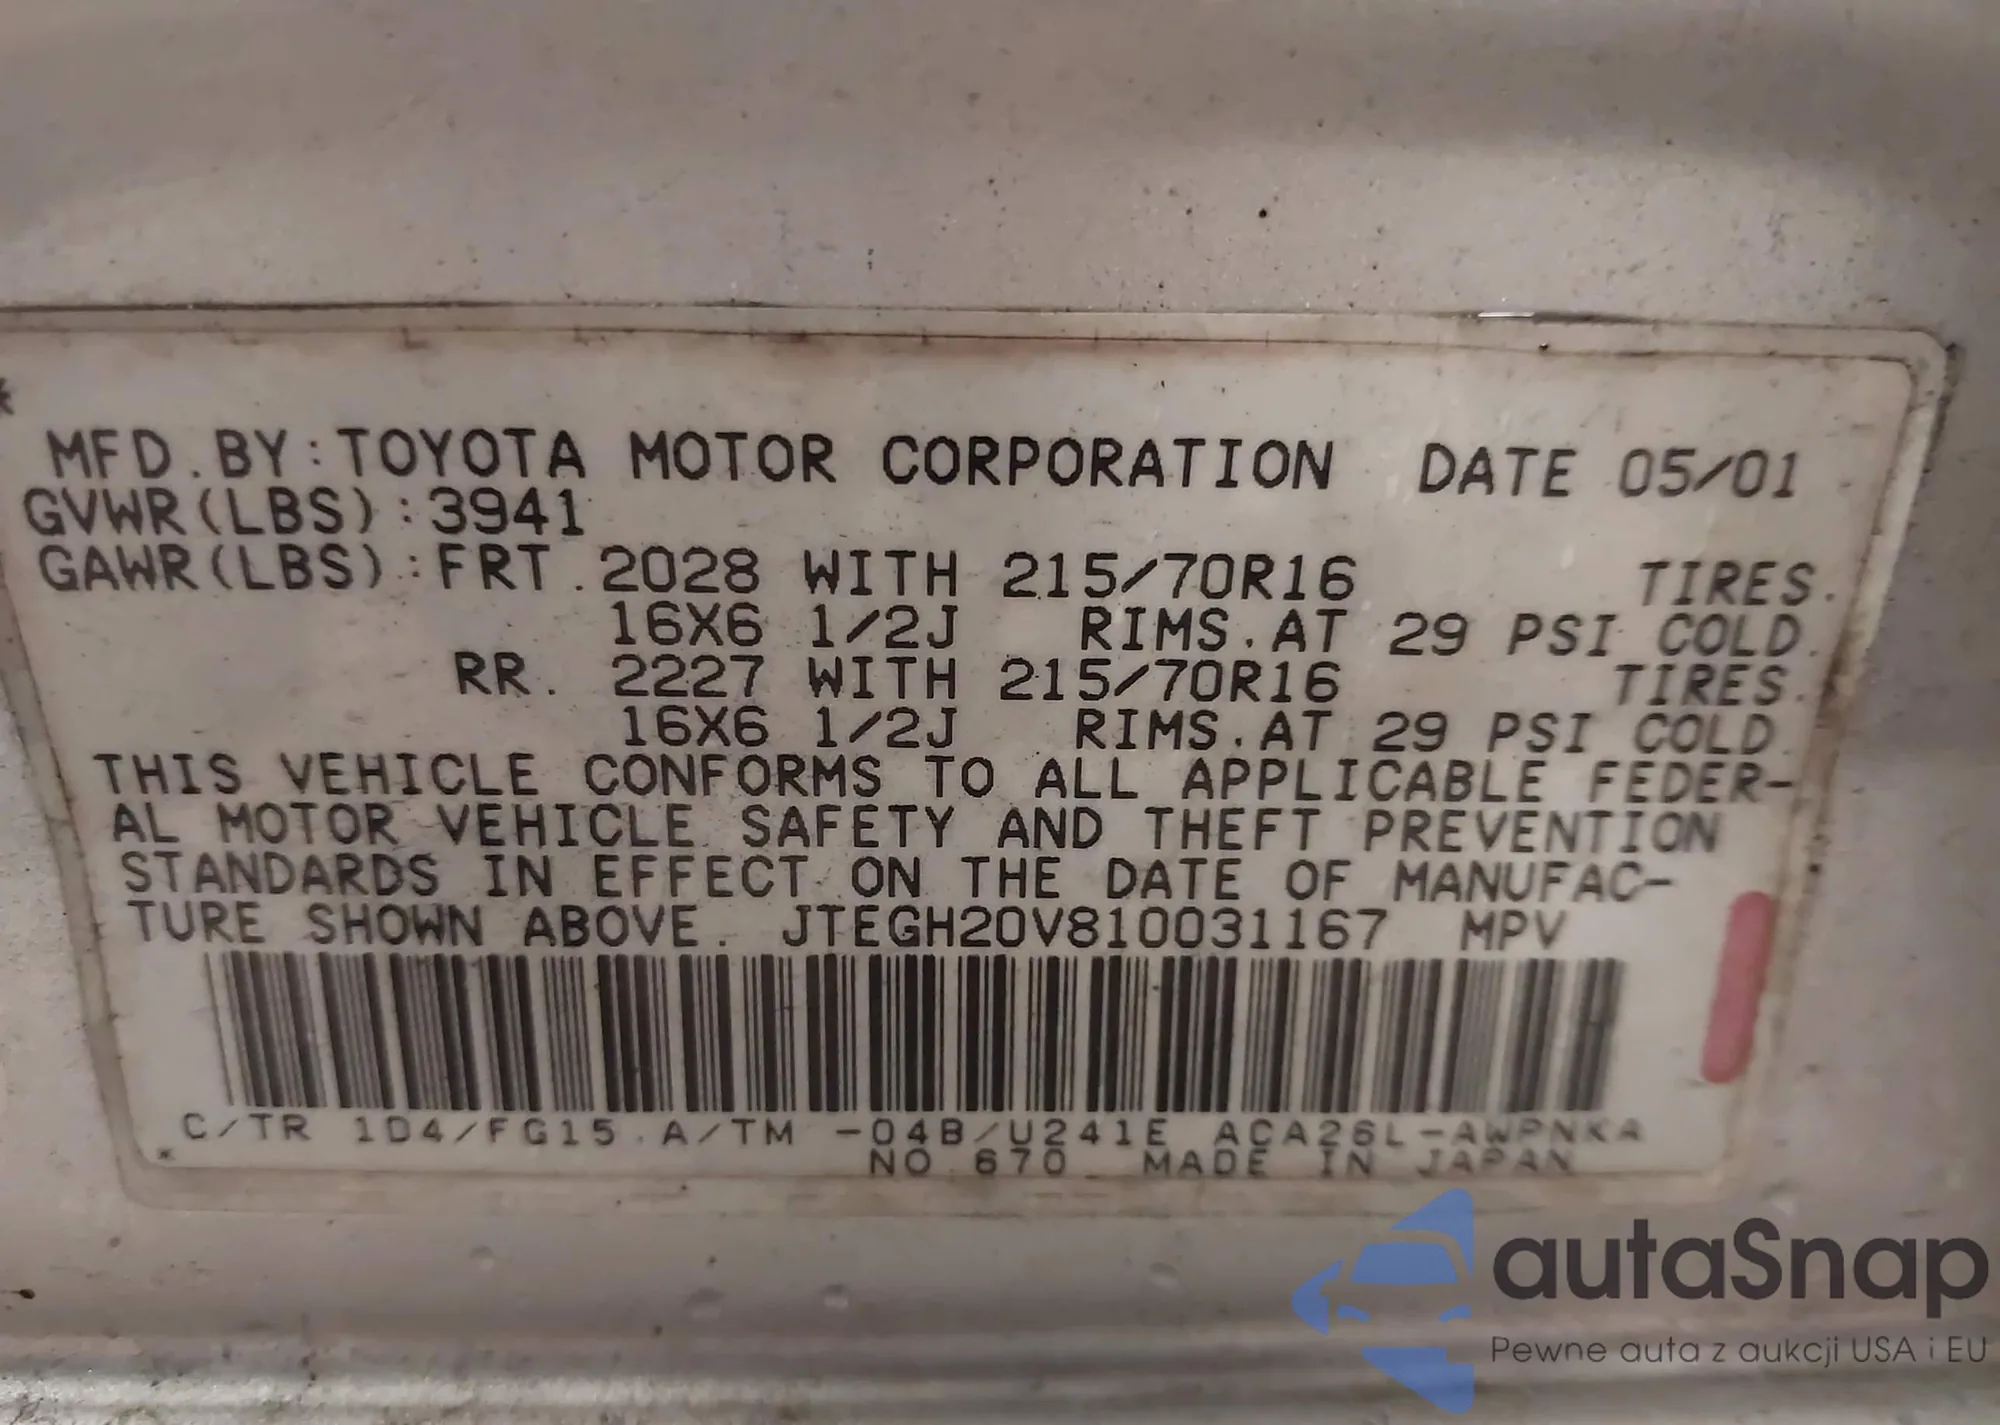 *
MFD.BY:TOYOTA MOTOR CORPORATION DATE 05/01
GVWR(LBS):3941
GAWR(LBS):FRT.2028 WITH 215/70R16 TIRES.
16X6 1/2J RIMS.AT 29 PSI COLD.
RR. 2227 WITH 215/70R16 TIRES.
16X6 1/2J RIMS.AT 29 PSI COLD.
THIS VEHICLE CONFORMS TO ALL APPLICABLE FEDER-
AL MOTOR VEHICLE SAFETY AND THEFT PREVENTION
STANDARDS IN EFFECT ON THE DATE OF MANUFAC-
TURE SHOWN ABOVE. JTEGH20V810031167 MPV
C/TR 1D4/FG15 A/TM -04B/U241E ACA26L-AWPNKA
* NO 670 MADE IN JAPAN
autaSnap
Pewne auta z aukcji USA i EU